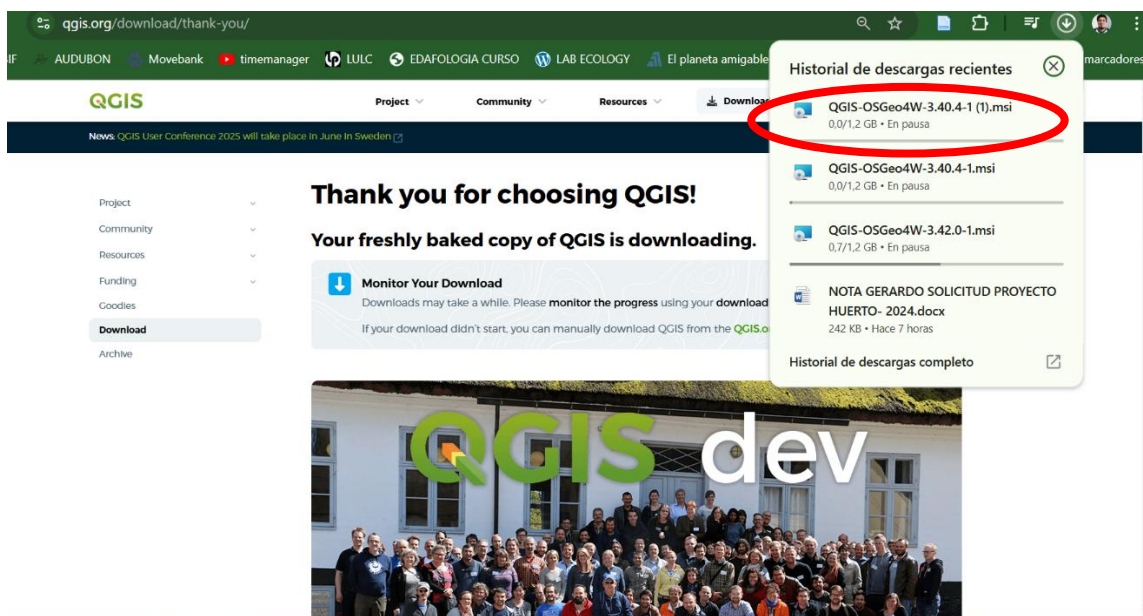 qgis.org/download/thank-you/
AUDUBON Movebank timemanager LULC EDAFOLOGIA CURSO LAB ECOLOGY El planeta amigable marcadores
QGIS Project Community Resources
News: QGIS User Conference 2025 will take place in June In Sweden
Project
Community
Resources
Funding
Goodies
Download
Archive
Thank you for choosing QGIS!
Your freshly baked copy of QGIS is downloading.
Monitor Your Download
Downloads may take a while. Please monitor the progress using your download
If your download didn't start, you can manually download QGIS from the
Historial de descargas recientes
QGIS-OSGeo4W-3.40.4-1 (1).msi
0,0/1,2 GB • En pausa
QGIS-OSGeo4W-3.40.4-1.msi
0,0/1,2 GB • En pausa
QGIS-OSGeo4W-3.42.0-1.msi
0,7/1,2 GB • En pausa
NOTA GERARDO SOLICITUD PROYECTO
HUERTO- 2024.docx
242 KB • Hace 7 horas
Historial de descargas completo
QGIS dev